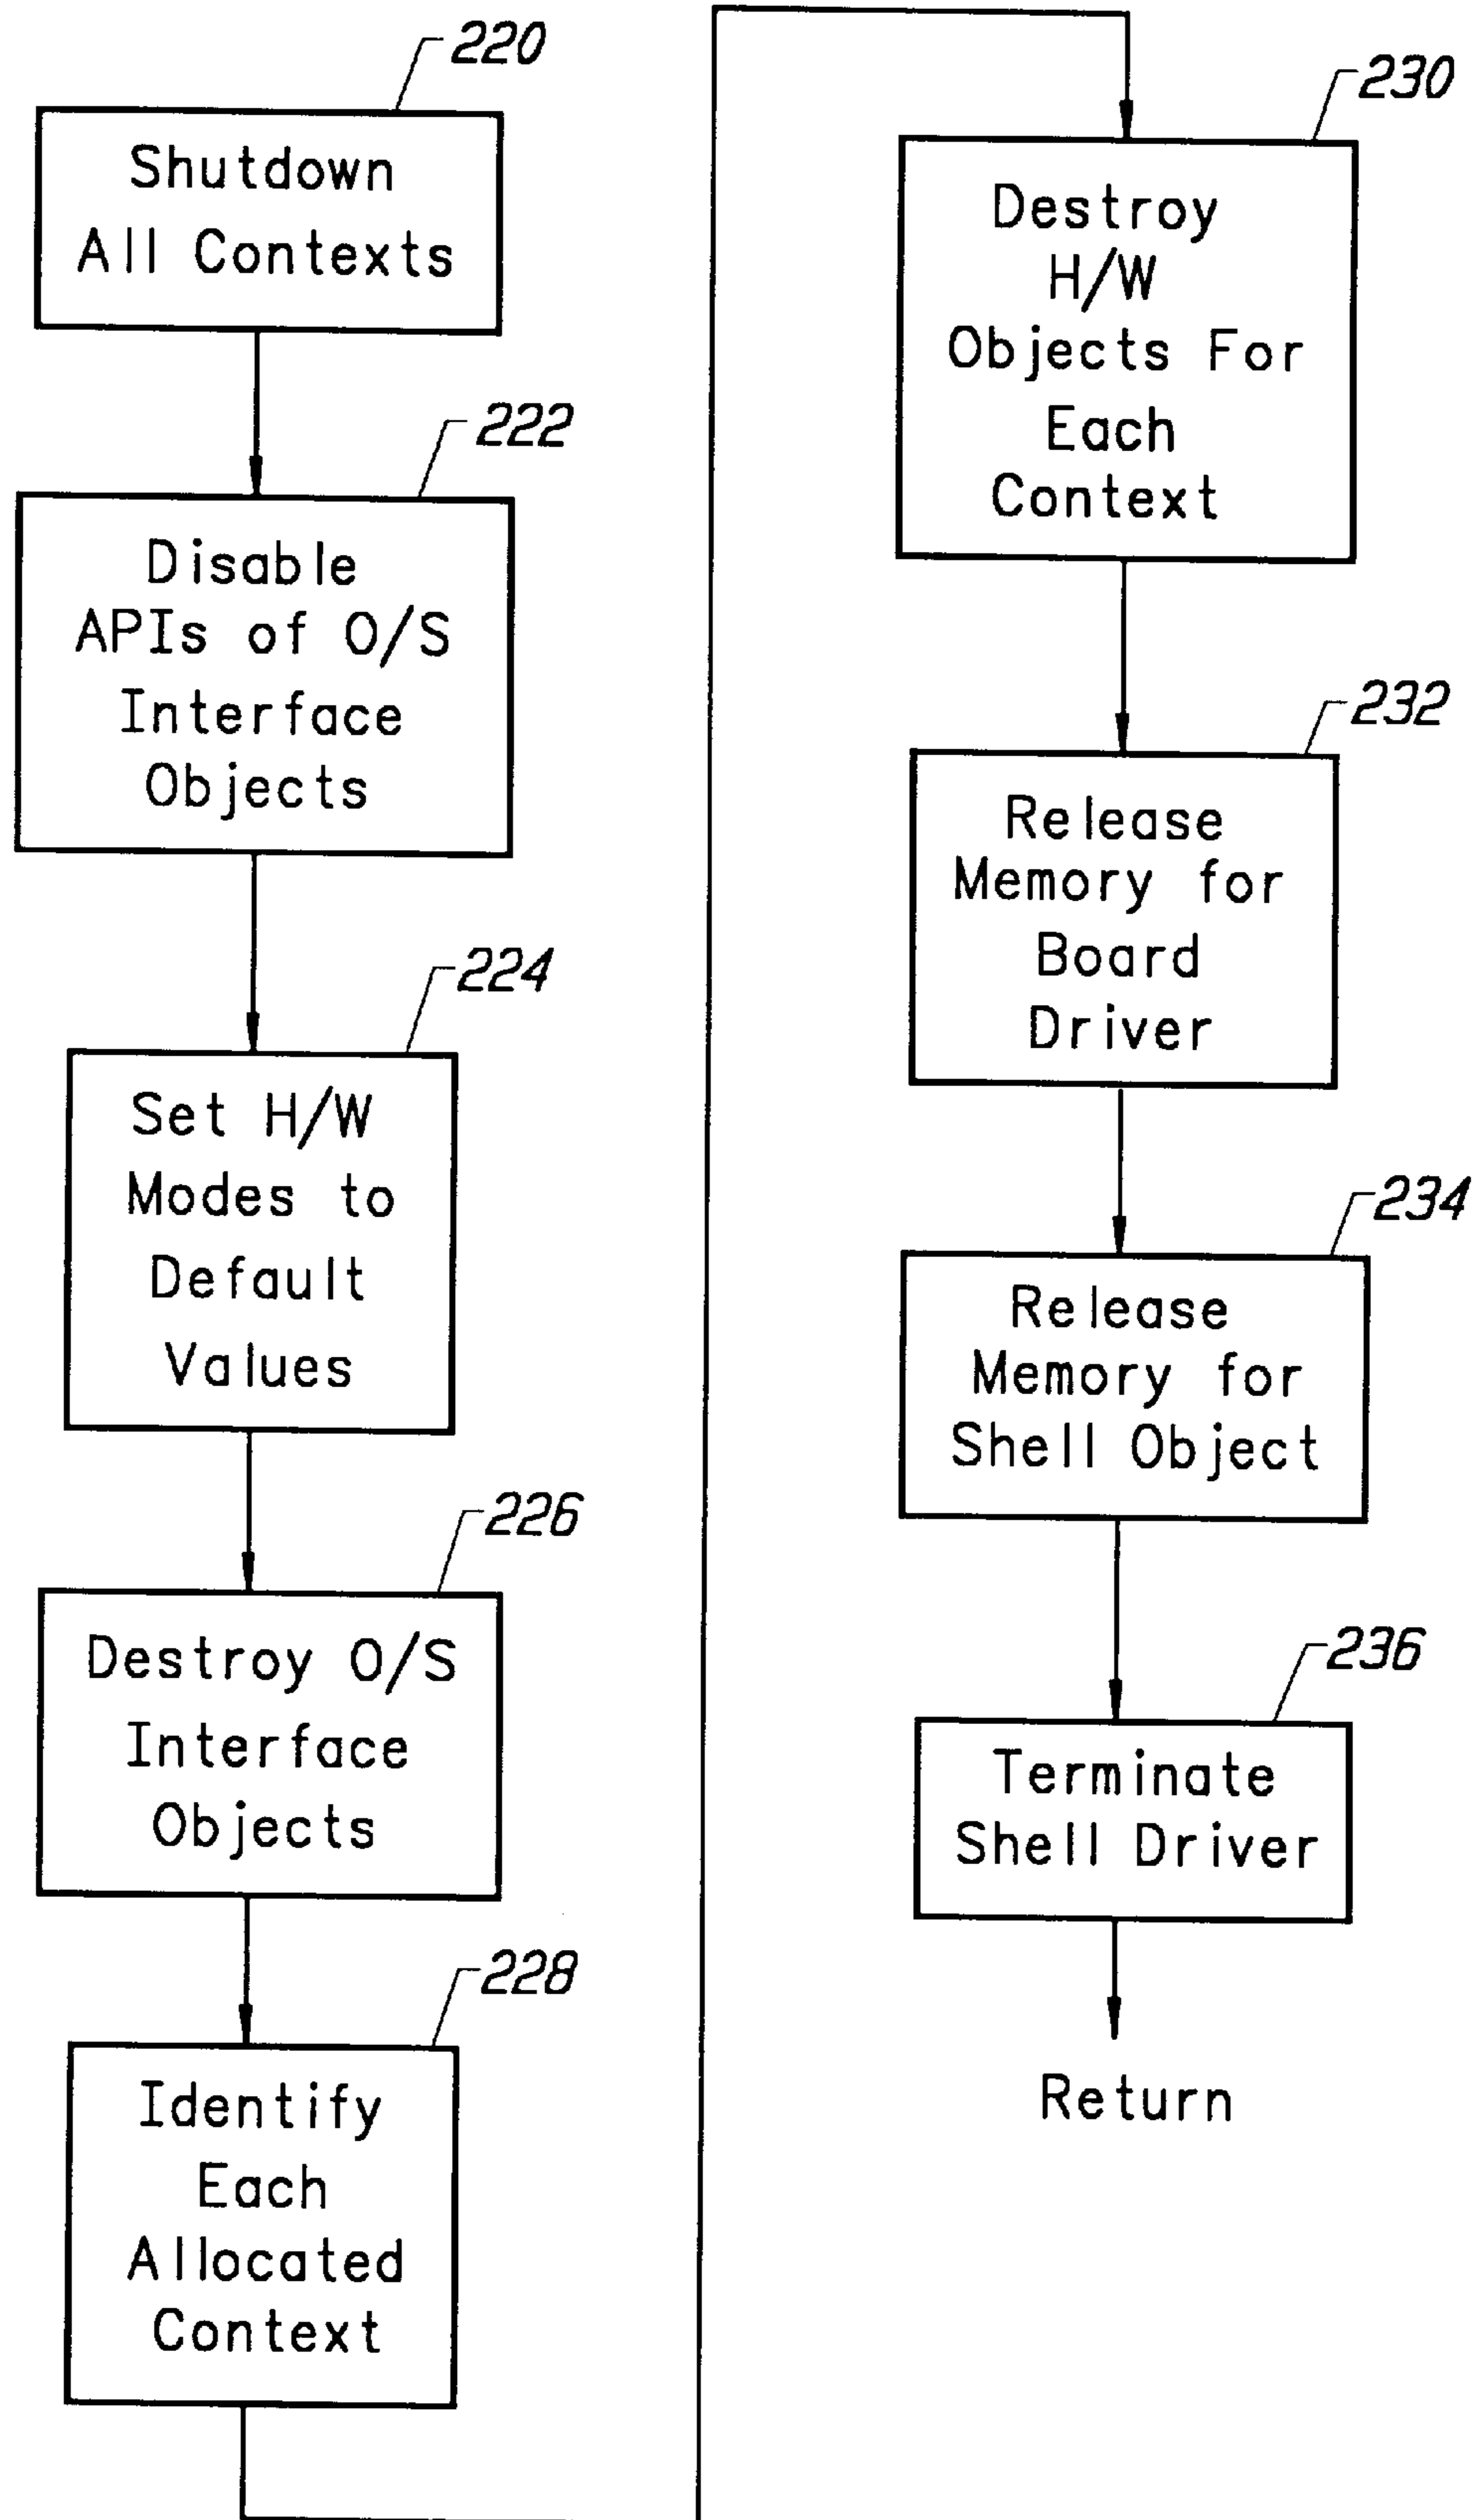 220
Shutdown
All Contexts
222
Disable
APIs of O/S
Interface
Objects
224
Set H/W
Modes to
Default
Values
226
Destroy O/S
Interface
Objects
228
Identify
Each
Allocated
Context
230
Destroy
H/W
Objects For
Each
Context
232
Release
Memory for
Board
Driver
234
Release
Memory for
Shell Object
236
Terminate
Shell Driver
Return